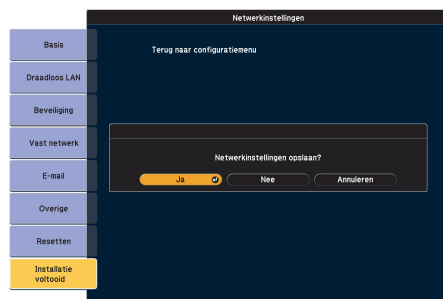 Netwerkinstellingen
Basis
Terug naar configuratiemenu
Draadloos LAN
Beveiliging
Vast netwerk
Netwerkinstellingen opslaan?
E-mail
Ja
Nee
Annuleren
Overige
Resetten
Installatie
voltooid